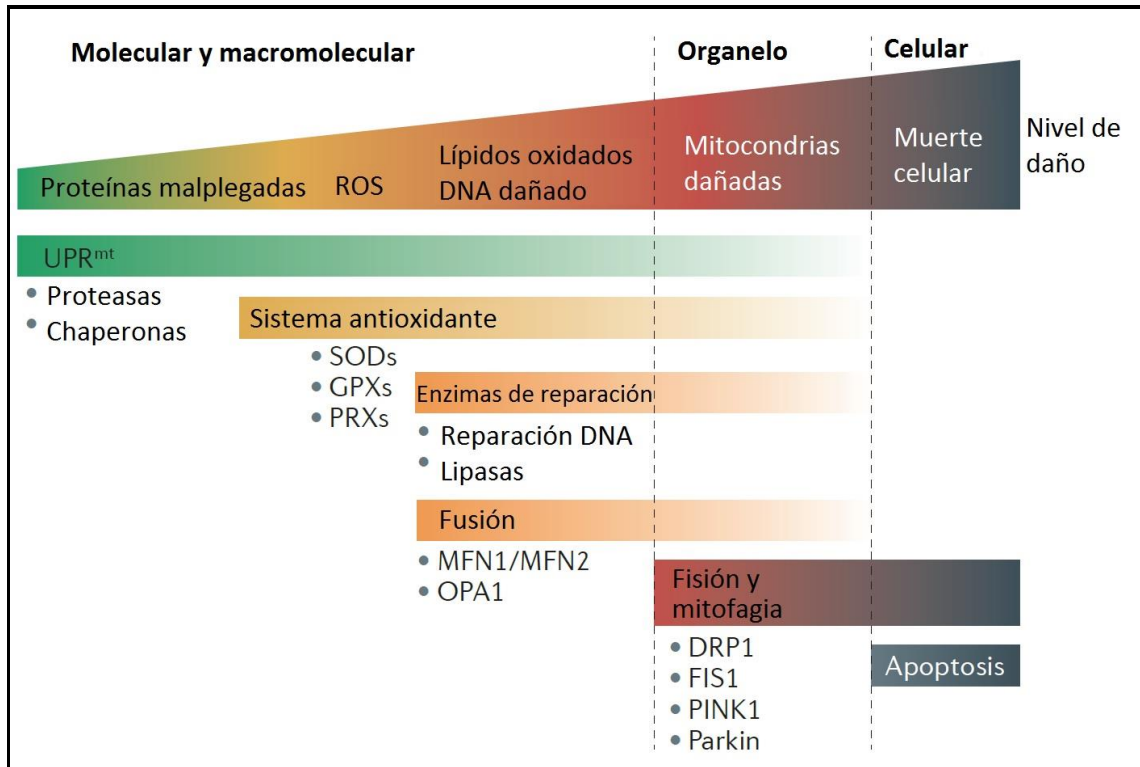 Molecular y macromolecular
Organelo
Celular
Proteínas malplegadas
ROS
Lípidos oxidados
DNA dañado
Mitocondrias
dañadas
Muerte
celular
Nivel de
daño
UPRᵐᵗ
• Proteasas
• Chaperonas
Sistema antioxidante
• SODs
• GPXs
• PRXs
Enzimas de reparación
• Reparación DNA
• Lipasas
Fusión
• MFN1/MFN2
• OPA1
Fisión y
mitofagia
• DRP1
• FIS1
• PINK1
• Parkin
Apoptosis